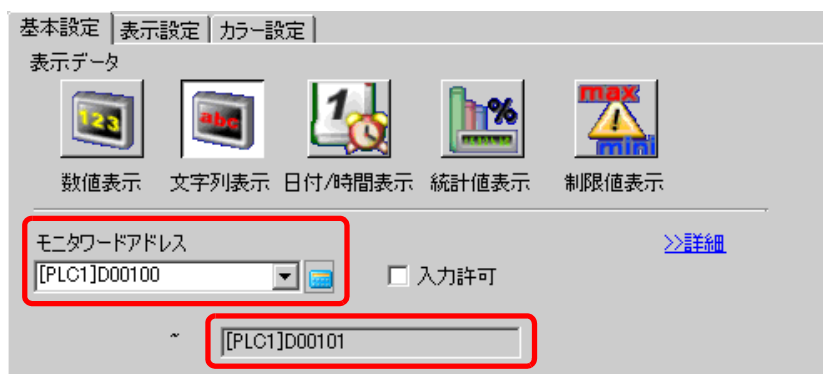 基本設定 表示設定 カラー設定
表示データ
123 abc 1 % max mini
数値表示 文字列表示 日付/時間表示 統計値表示 制限値表示
モニタワードアドレス
>>詳細
[PLC1]D00100
入力許可
~ [PLC1]D00101